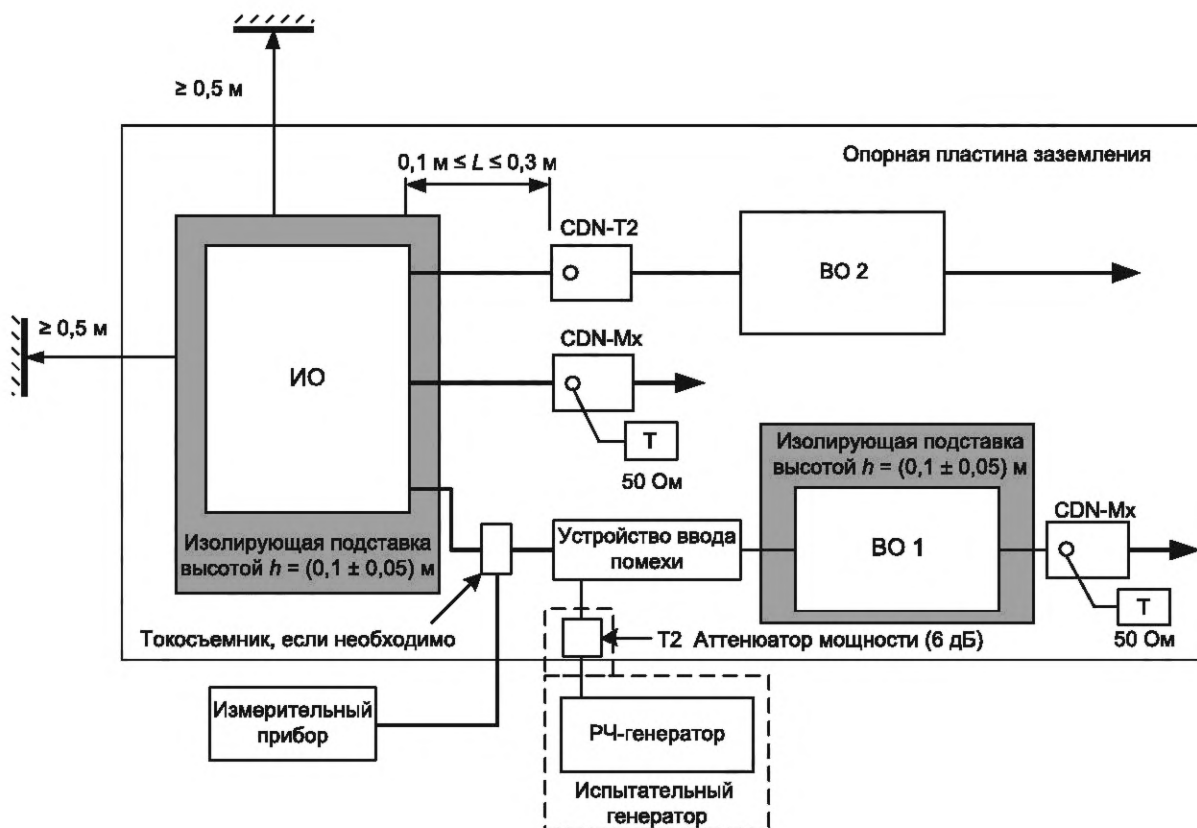 ≥ 0,5 м
Опорная пластина заземления
0,1 м ≤ L ≤ 0,3 м
CDN-T2
ВО 2
≥ 0,5 м
CDN-Mx
ИО
T
50 Ом
Изолирующая подставка
высотой h = (0,1 ± 0,05) м
CDN-Mx
ВО 1
Устройство ввода
помехи
Изолирующая подставка
высотой h = (0,1 ± 0,05) м
T
50 Ом
Токосъемник, если необходимо
T2 Аттенюатор мощности (6 дБ)
Измерительный
прибор
РЧ-генератор
Испытательный
генератор